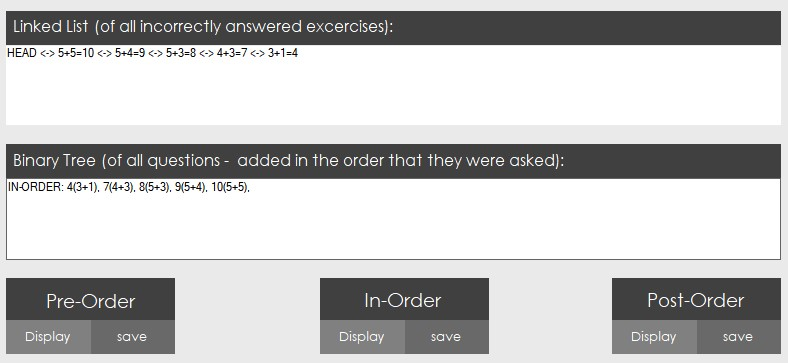 Linked List (of all incorrectly answered excercises):
HEAD <-> 5+5=10 <-> 5+4=9 <-> 5+3=8 <-> 4+3=7 <-> 3+1=4
Binary Tree (of all questions - added in the order that they were asked):
IN-ORDER: 4(3+1), 7(4+3), 8(5+3), 9(5+4), 10(5+5),
Pre-Order
In-Order
Post-Order
Display
save
Display
save
Display
save